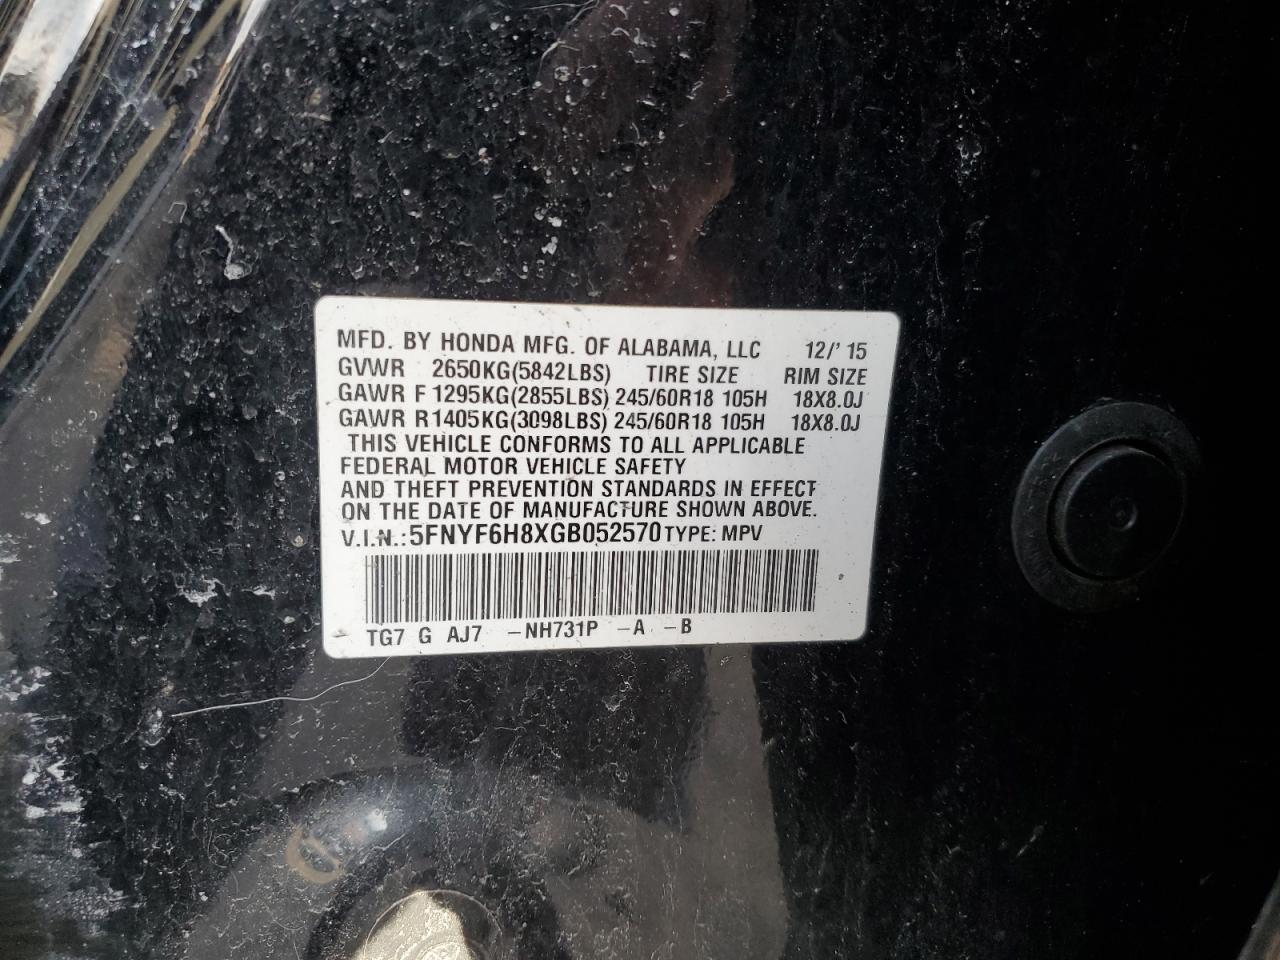 MFD. BY HONDA MFG. OF ALABAMA, LLC 12/'15
GVWR 2650KG(5842LBS) TIRE SIZE RIM SIZE
GAWR F 1295KG(2855LBS) 245/60R18 105H 18X8.0J
GAWR R1405KG(3098LBS) 245/60R18 105H 18X8.0J
THIS VEHICLE CONFORMS TO ALL APPLICABLE
FEDERAL MOTOR VEHICLE SAFETY
AND THEFT PREVENTION STANDARDS IN EFFECT
ON THE DATE OF MANUFACTURE SHOWN ABOVE.
V.I.N.:5FNYF6H8XGB052570 TYPE: MPV
TG7 G AJ7 -NH731P -A -B